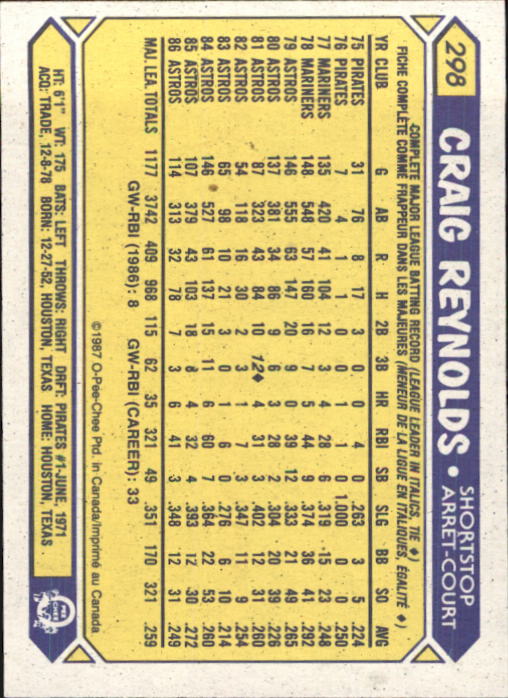 298
CRAIG REYNOLDS • SHORTSTOP
ARRET-COURT
COMPLETE MAJOR LEAGUE BATTING RECORD (LEAGUE LEADER IN ITALICS, TIE ♦)
FICHE COMPLÈTE COMME FRAPPEUR DANS LES MAJEURES (MENEUR DE LA LIGUE EN ITALIQUES, ÉGALITÉ ♦)
YR CLUB G AB R H 2B 3B HR RBI SB SLG BB SO AVG
75 PIRATES 31 76 8 17 3 0 0 4 0 .263 3 5 .224
76 PIRATES 7 4 1 1 0 0 1 1 0 1.000 0 0 .250
77 MARINERS 135 420 41 104 12 3 4 28 6 .319 15 23 .248
78 MARINERS 148 548 57 160 16 7 5 44 9 .374 36 41 .292
79 ASTROS 146 555 63 147 20 9 0 39 12 .333 21 49 .265
80 ASTROS 137 381 34 86 9 6 3 28 2 .304 20 39 .226
81 ASTROS 87 323 43 84 10 12♦ 4 31 3 .402 12 31 .260
82 ASTROS 54 118 16 30 2 3 1 7 3 .347 11 9 .254
83 ASTROS 65 98 10 21 3 0 1 6 0 .276 6 10 .214
84 ASTROS 146 527 61 137 15 11 6 60 7 .364 22 53 .260
85 ASTROS 107 379 43 103 18 8 4 32 4 .393 12 30 .272
86 ASTROS 114 313 32 78 7 3 6 41 3 .348 12 31 .249
MAJ. LEA. TOTALS 1177 3742 409 968 115 62 35 321 49 .351 170 321 .259
GW-RBI (1986): 8 GW-RBI (CAREER): 33
©1987 O-Pee-Chee Ptd. in Canada/Imprimé au Canada
HT: 6'1" WT: 175 BATS: LEFT THROWS: RIGHT DRFT: PIRATES #1-JUNE, 1971
ACQ: TRADE, 12-8-78 BORN: 12-27-52, HOUSTON, TEXAS HOME: HOUSTON, TEXAS
O PEE CHEE